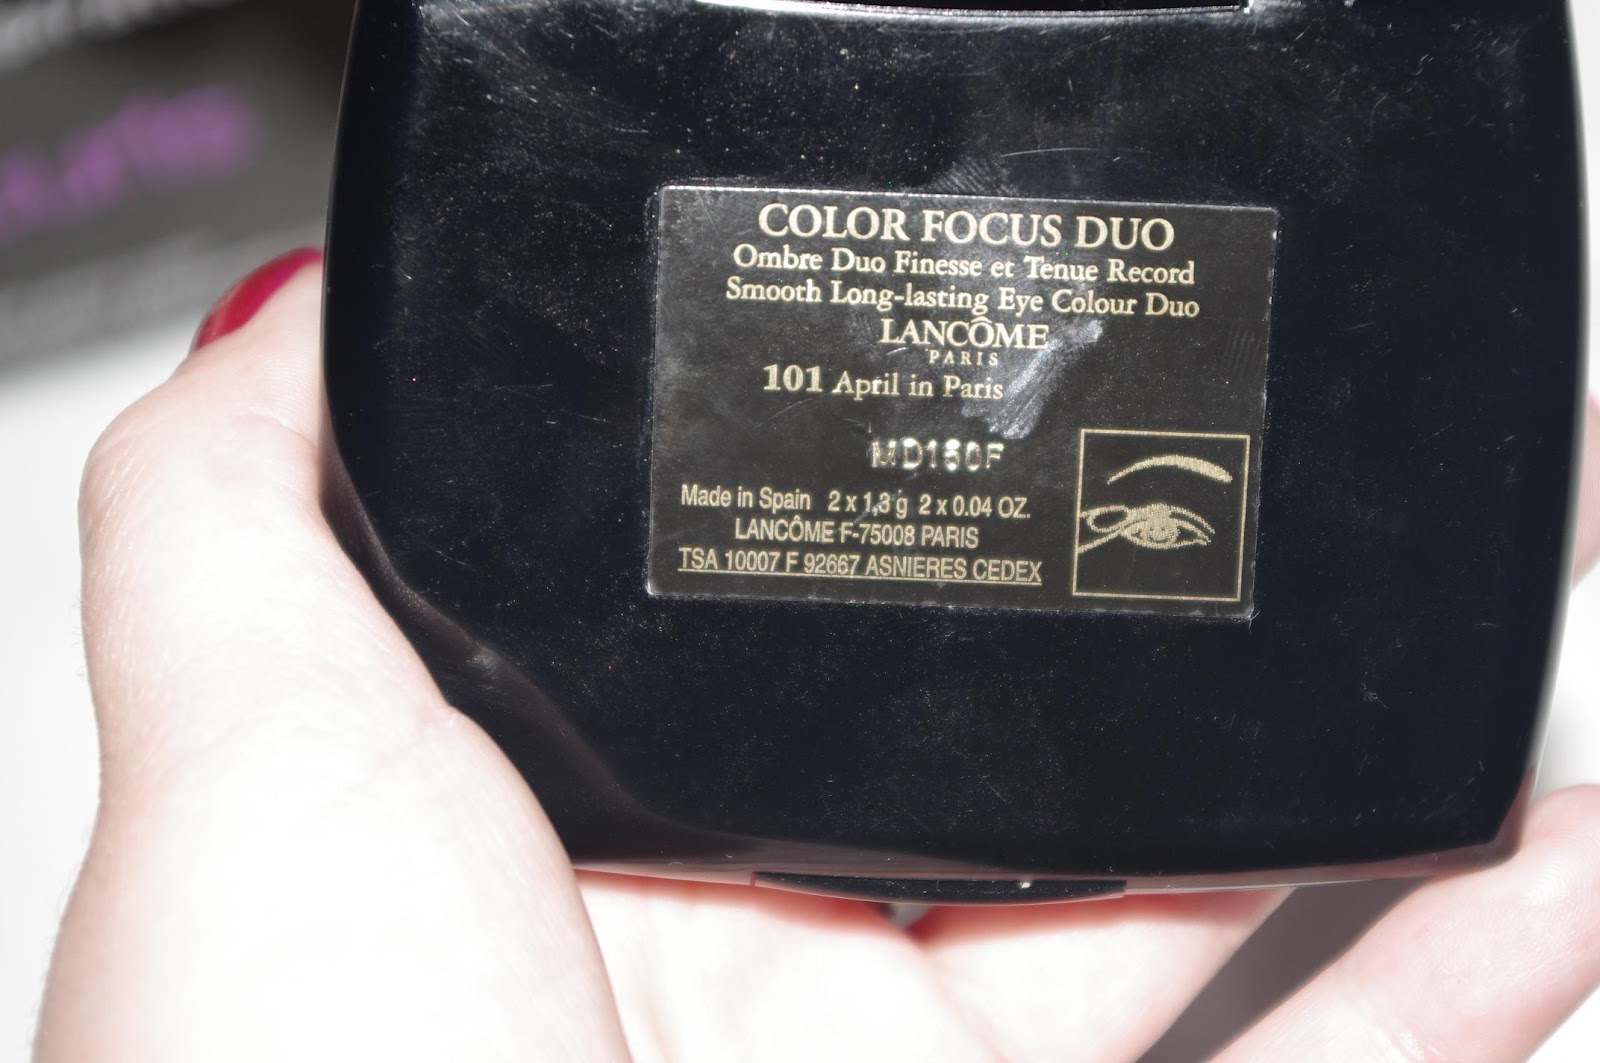 COLOR FOCUS DUO
Ombre Duo Finesse et Tenue Record
Smooth Long-lasting Eye Colour Duo
LANCÔME
PARIS
101 April in Paris
MD160F
Made in Spain 2 x 1,3 g 2 x 0.04 OZ.
LANCÔME F-75008 PARIS
TSA 10007 F 92667 ASNIERES CEDEX